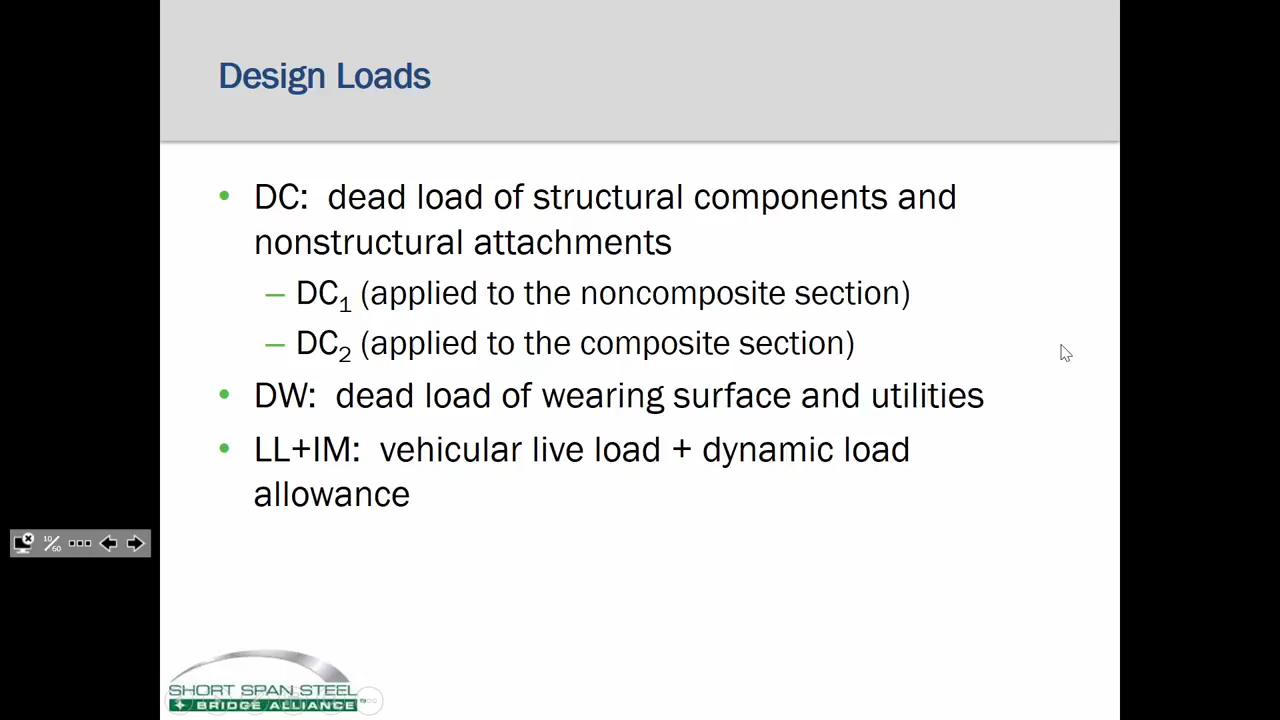 Design Loads
• DC: dead load of structural components and
nonstructural attachments
– DC₁ (applied to the noncomposite section)
– DC₂ (applied to the composite section)
• DW: dead load of wearing surface and utilities
• LL+IM: vehicular live load + dynamic load
allowance
10/60
SHORT SPAN STEEL
BRIDGE ALLIANCE